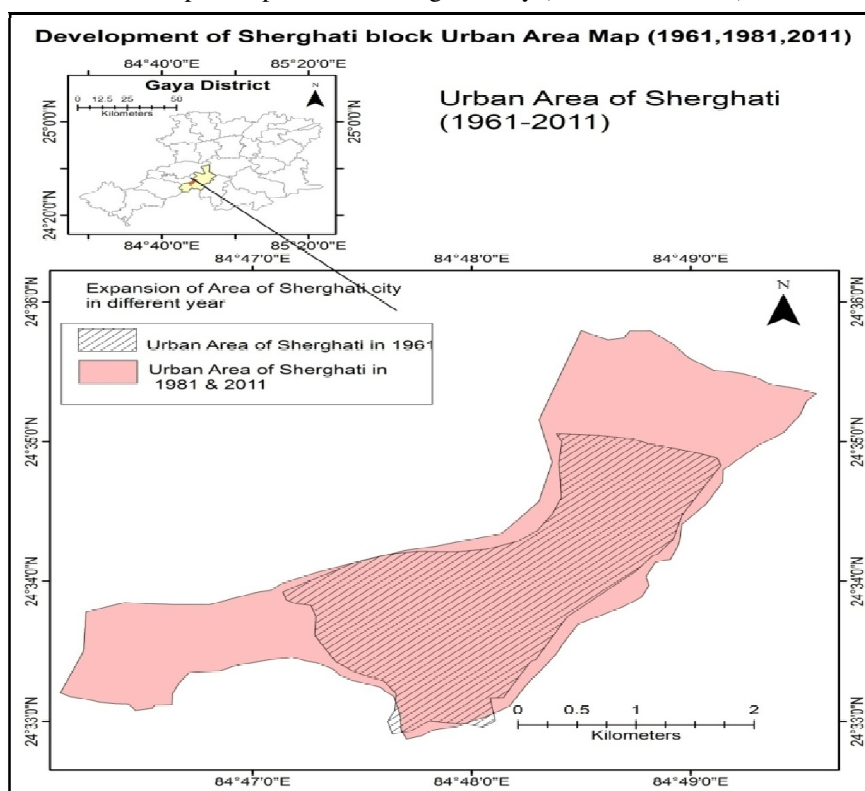 Development of Sherghati block Urban Area Map (1961,1981,2011)
84°40'0"E 85°20'0"E
Gaya District
N
0 12.5 25 50
Kilometers
25°0'0"N 25°0'0"N
24°20'0"N 24°20'0"N
84°40'0"E 85°20'0"E
Urban Area of Sherghati
(1961-2011)
84°47'0"E 84°48'0"E 84°49'0"E
Expansion of Area of Sherghati city
in different year
Urban Area of Sherghati in 1961
Urban Area of Sherghati in
1981 & 2011
N
24°36'0"N 24°36'0"N
24°35'0"N 24°35'0"N
24°34'0"N 24°34'0"N
24°33'0"N 24°33'0"N
0 0.5 1 2
Kilometers
84°47'0"E 84°48'0"E 84°49'0"E